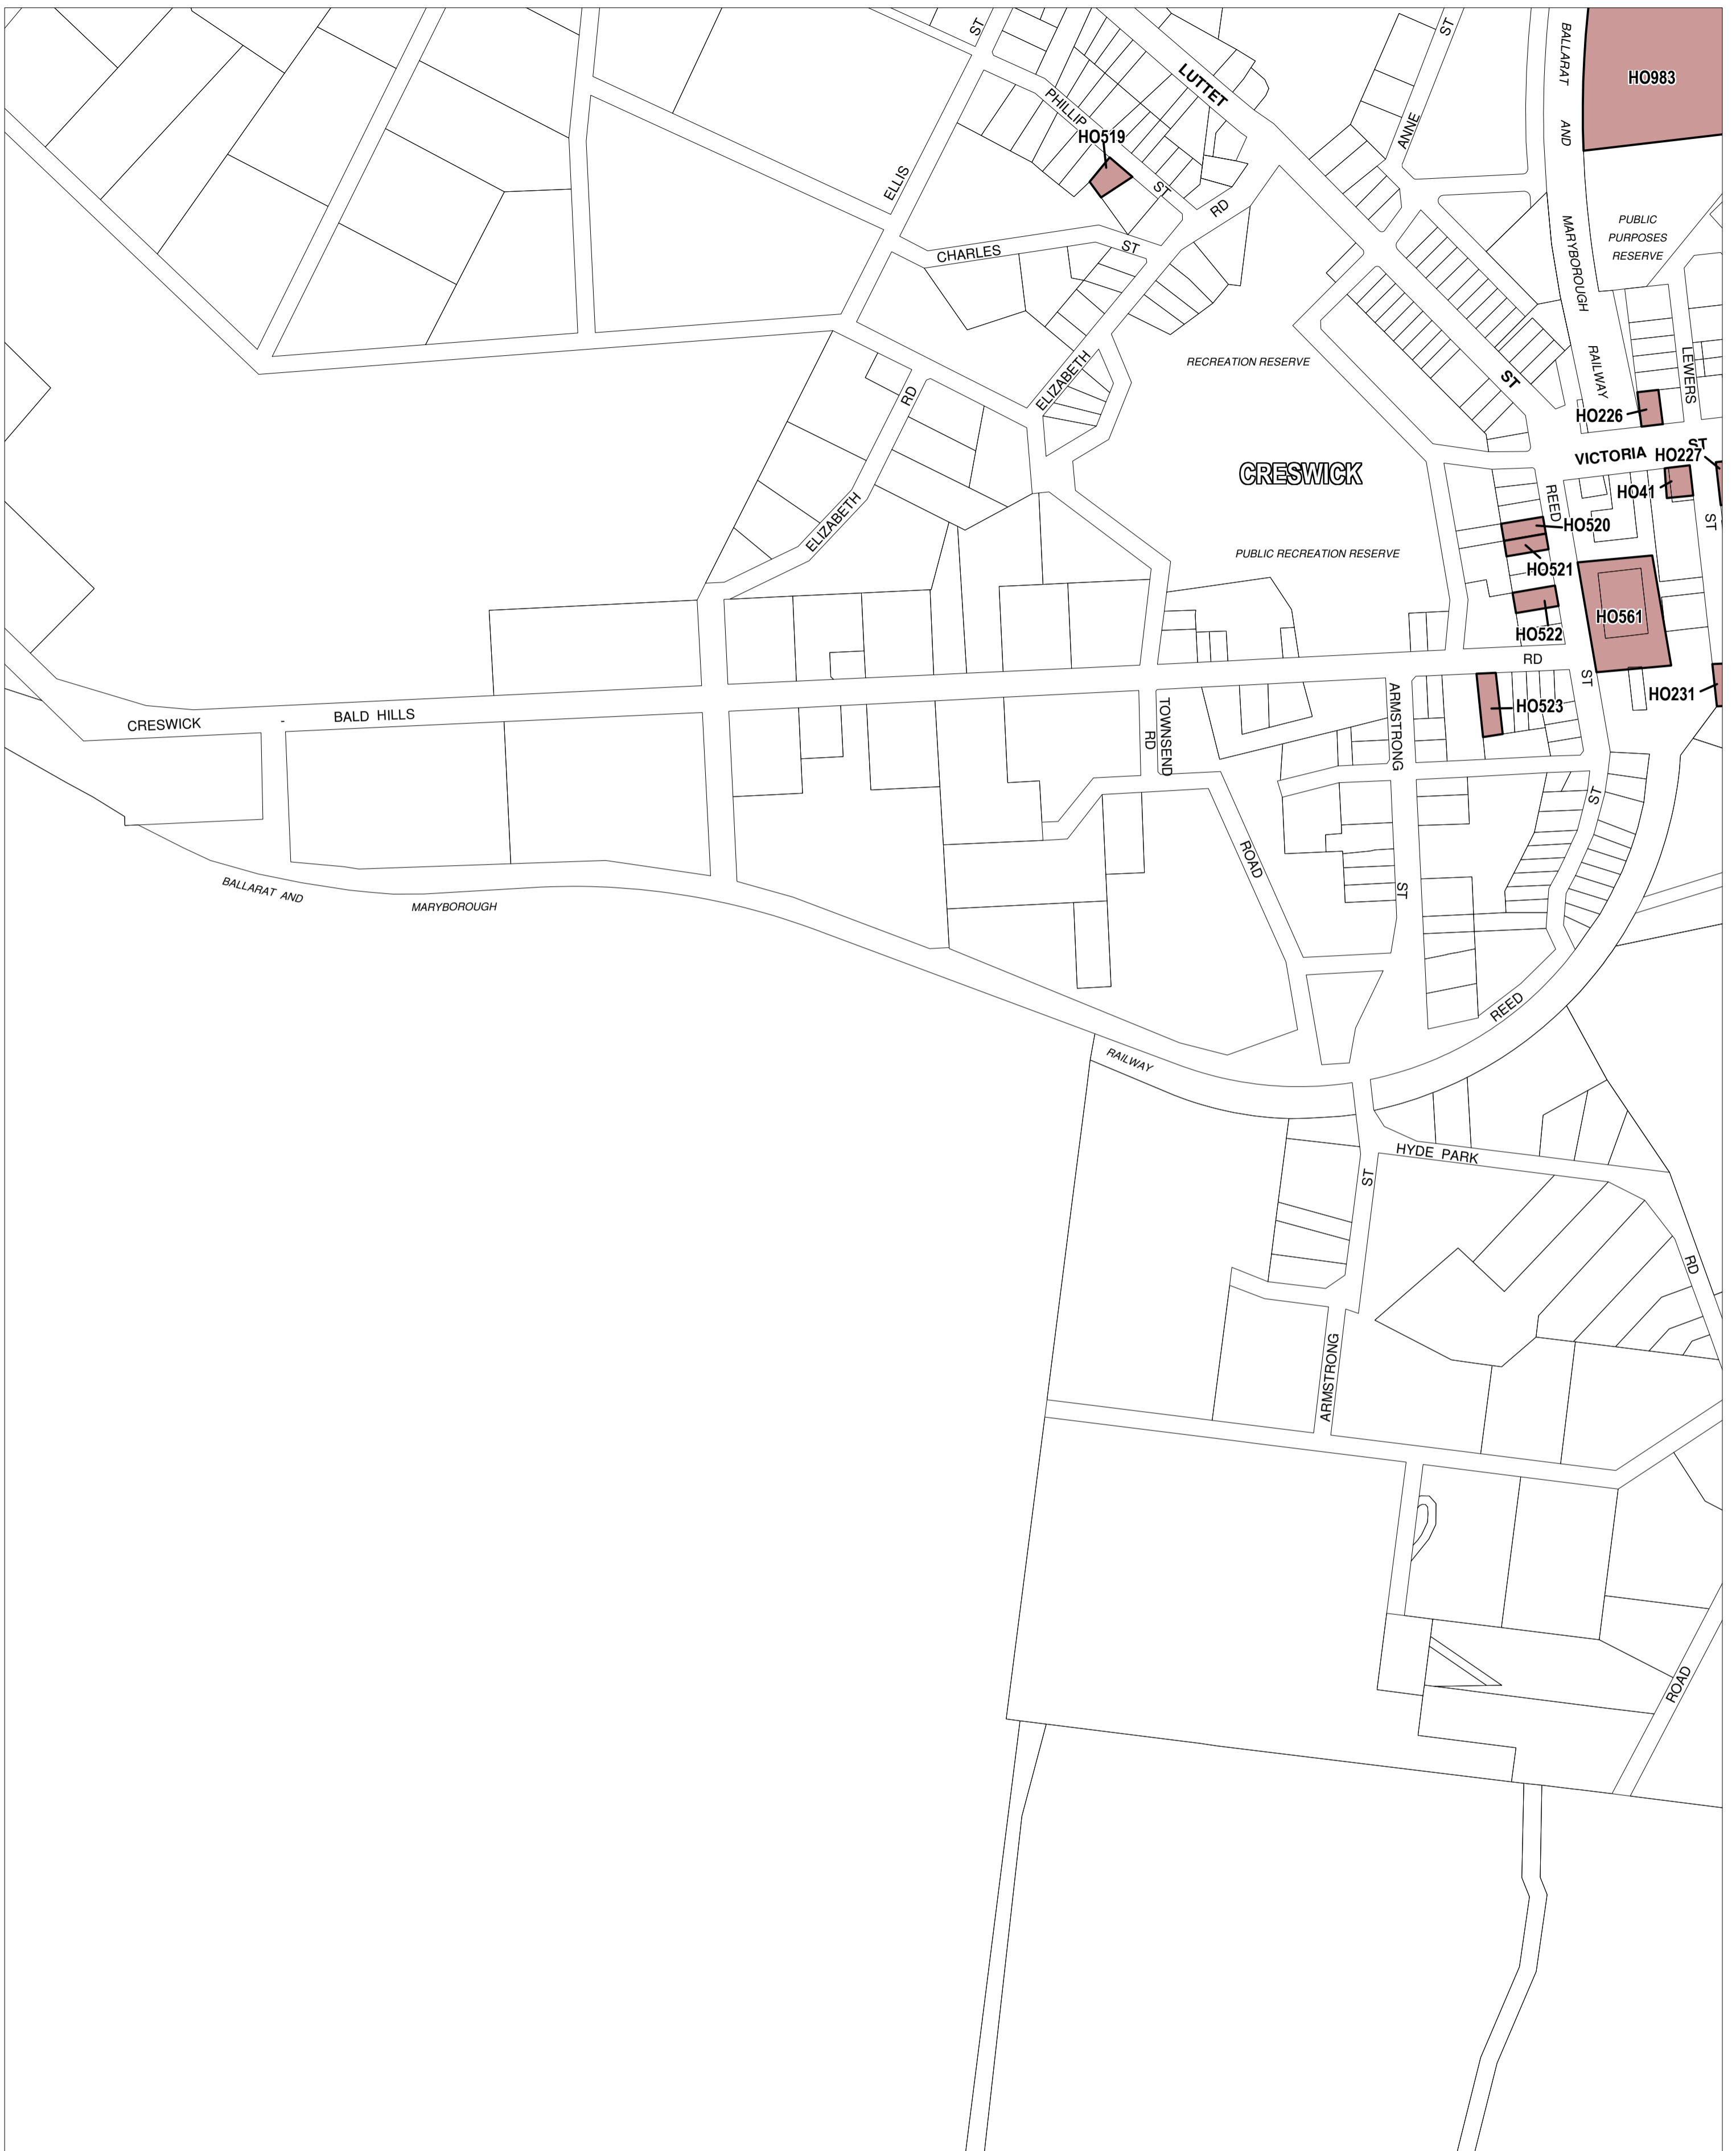 ST
LUTTET
ST
BALLARAT
AND
HO983
PHILLIP
HO519
ANNE
ELLIS
ST
RD
MARYBOROUGH
PUBLIC
PURPOSES
RESERVE
CHARLES
ST
ELIZABETH
RECREATION RESERVE
RAILWAY
LEWERS
RD
ST
HO226
ST
VICTORIA
HO227
CRESWICK
HO41
REED
ST
ELIZABETH
HO520
PUBLIC RECREATION RESERVE
HO521
HO561
HO522
RD
ST
HO231
CRESWICK
-
BALD HILLS
TOWNSEND
RD
ARMSTRONG
HO523
ST
ROAD
ST
BALLARAT AND
MARYBOROUGH
REED
RAILWAY
HYDE PARK
ST
RD
ARMSTRONG
ROAD